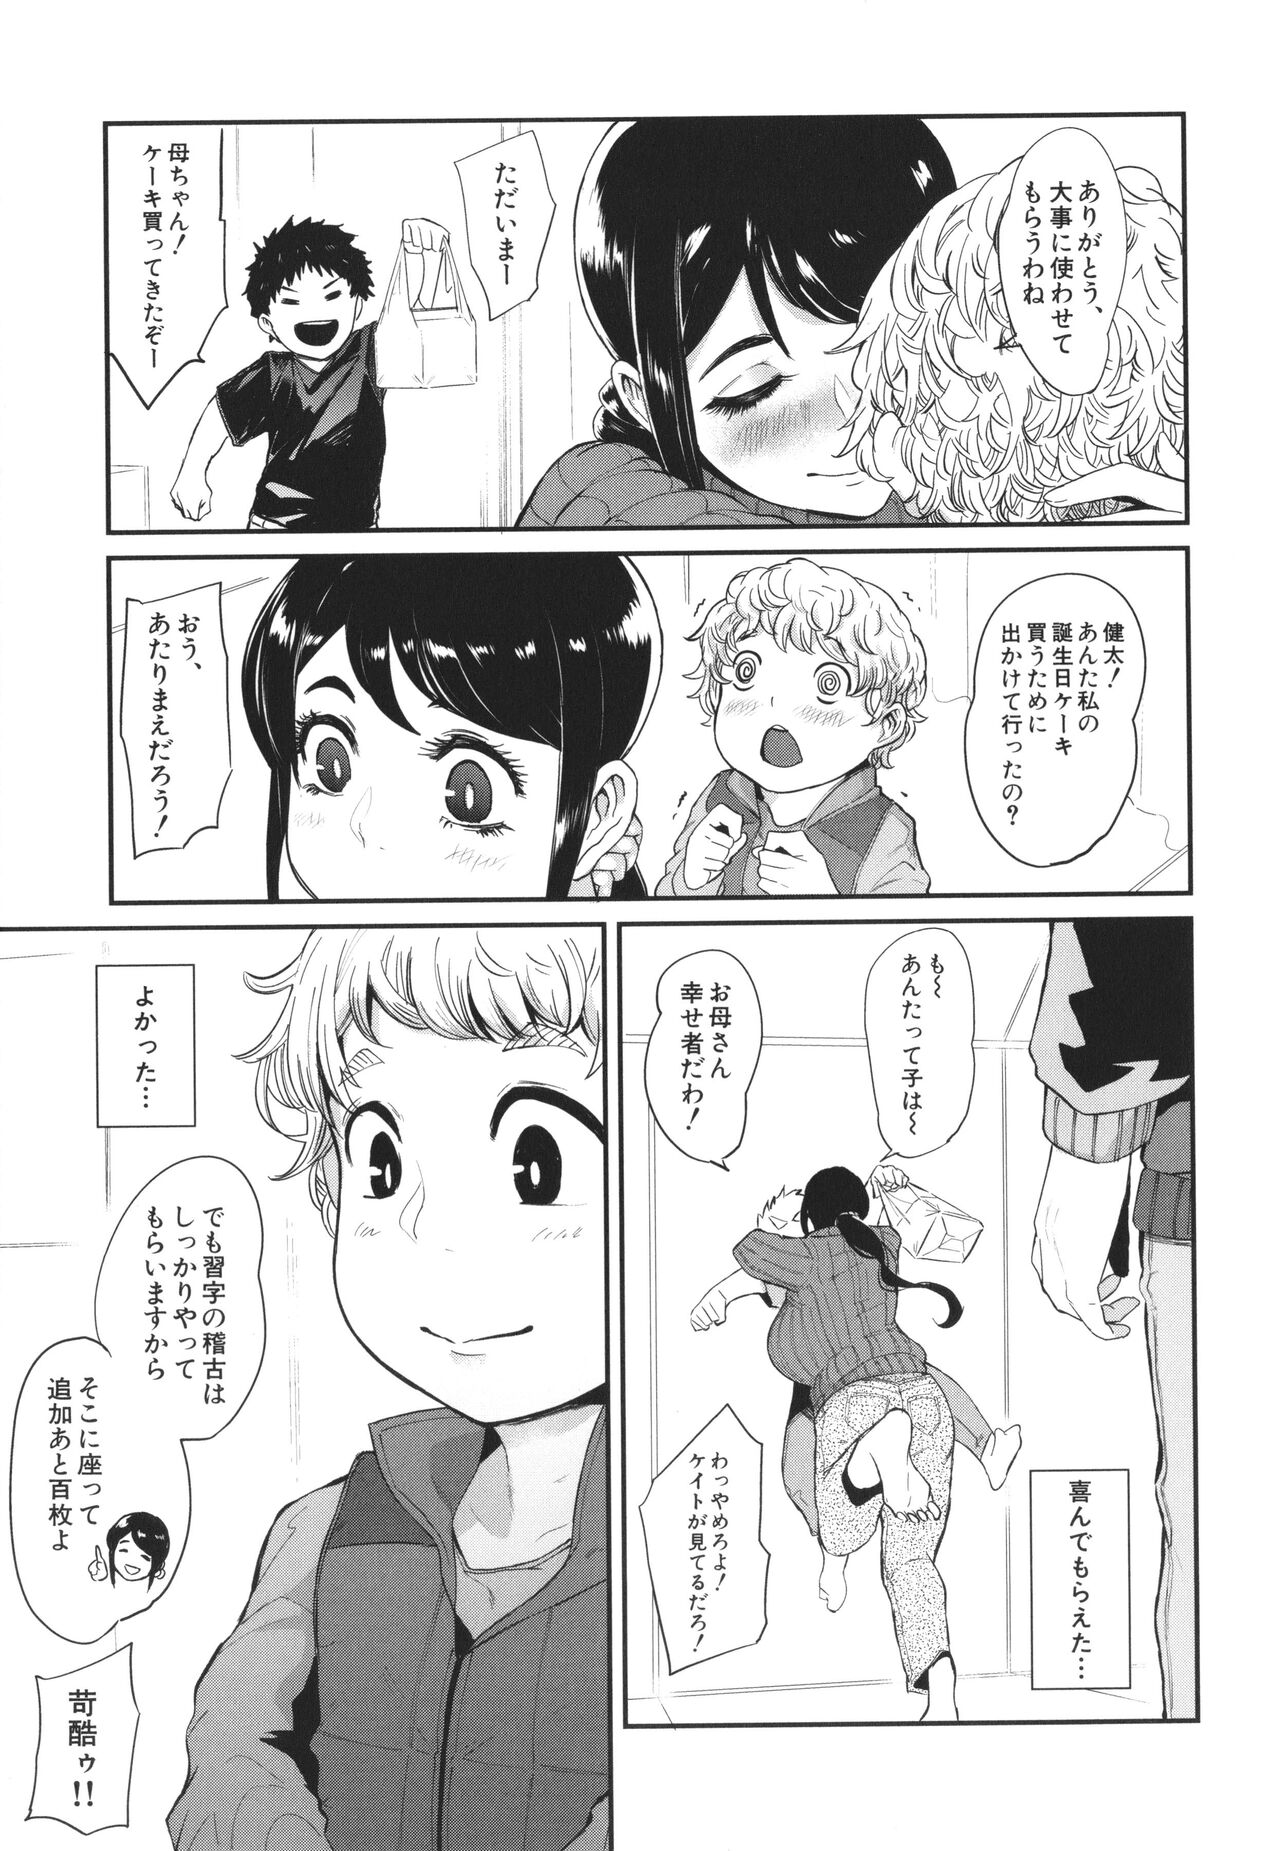 ありがとう、
大事に使わせて
もらうわね
ただいまー
母ちゃん！
ケーキ買ってきたぞー
健太！
あんた私の
誕生日ケーキ
買うために
出かけて行ったの？
おう、
あたりまえだろう！
も～
あんたって子は～
お母さん
幸せ者だわ！
わっやめろよ！
ケイトが見てるだろ！
喜んでもらえた…
よかった…
でも習字の稽古は
しっかりやって
もらいますから
そこに座って
追加あと百枚よ
苛酷ゥ!!